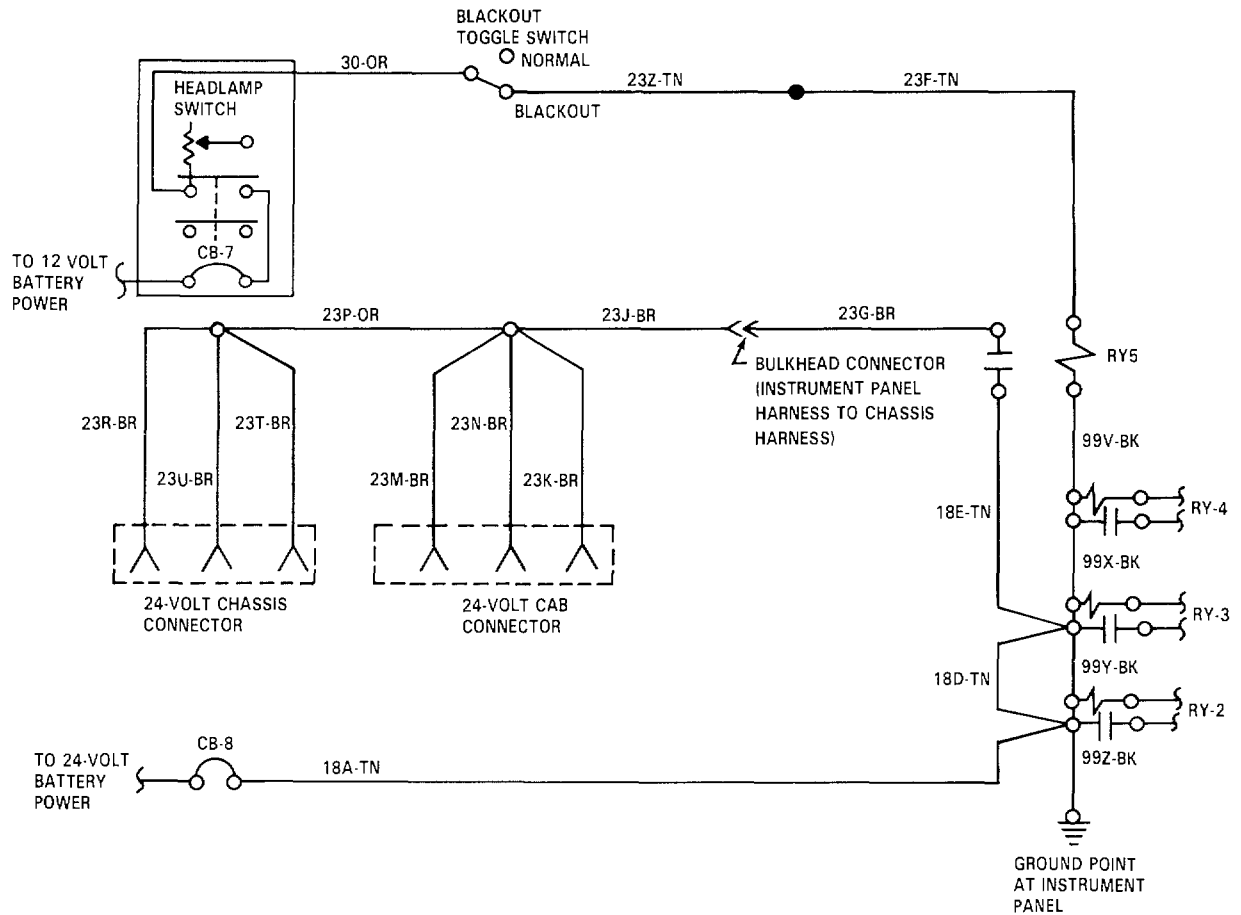 BLACKOUT
TOGGLE SWITCH
NORMAL
30-OR
23Z-TN
23F-TN
BLACKOUT
HEADLAMP
SWITCH
CB-7
TO 12 VOLT
BATTERY
POWER
23P-OR
23J-BR
23G-BR
BULKHEAD CONNECTOR
(INSTRUMENT PANEL
HARNESS TO CHASSIS
HARNESS)
RY5
23R-BR
23T-BR
23U-BR
23N-BR
23M-BR
23K-BR
99V-BK
18E-TN
RY-4
99X-BK
24-VOLT CHASSIS
CONNECTOR
24-VOLT CAB
CONNECTOR
RY-3
99Y-BK
18D-TN
RY-2
99Z-BK
TO 24-VOLT
BATTERY
POWER
CB-8
18A-TN
GROUND POINT
AT INSTRUMENT
PANEL